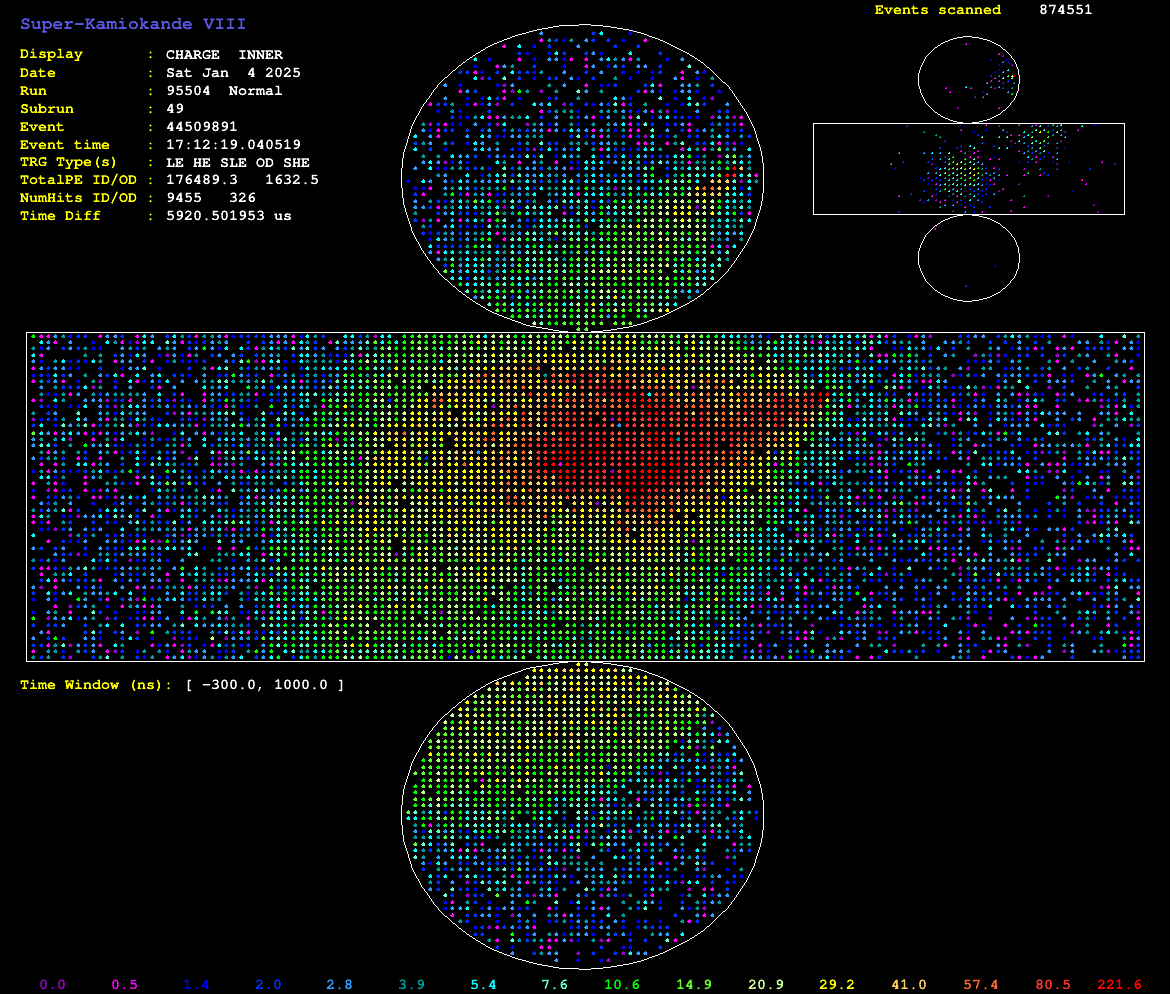 Super-Kamiokande VIII
Events scanned 874551
Display : CHARGE INNER
Date : Sat Jan 4 2025
Run : 95504 Normal
Subrun : 49
Event : 44509891
Event time : 17:12:19.040519
TRG Type(s) : LE HE SLE OD SHE
TotalPE ID/OD : 176489.3 1632.5
NumHits ID/OD : 9455 326
Time Diff : 5920.501953 us
Time Window (ns): [ −300.0, 1000.0 ]
0.0 0.5 1.4 2.0 2.8 3.9 5.4 7.6 10.6 14.9 20.9 29.2 41.0 57.4 80.5 221.6